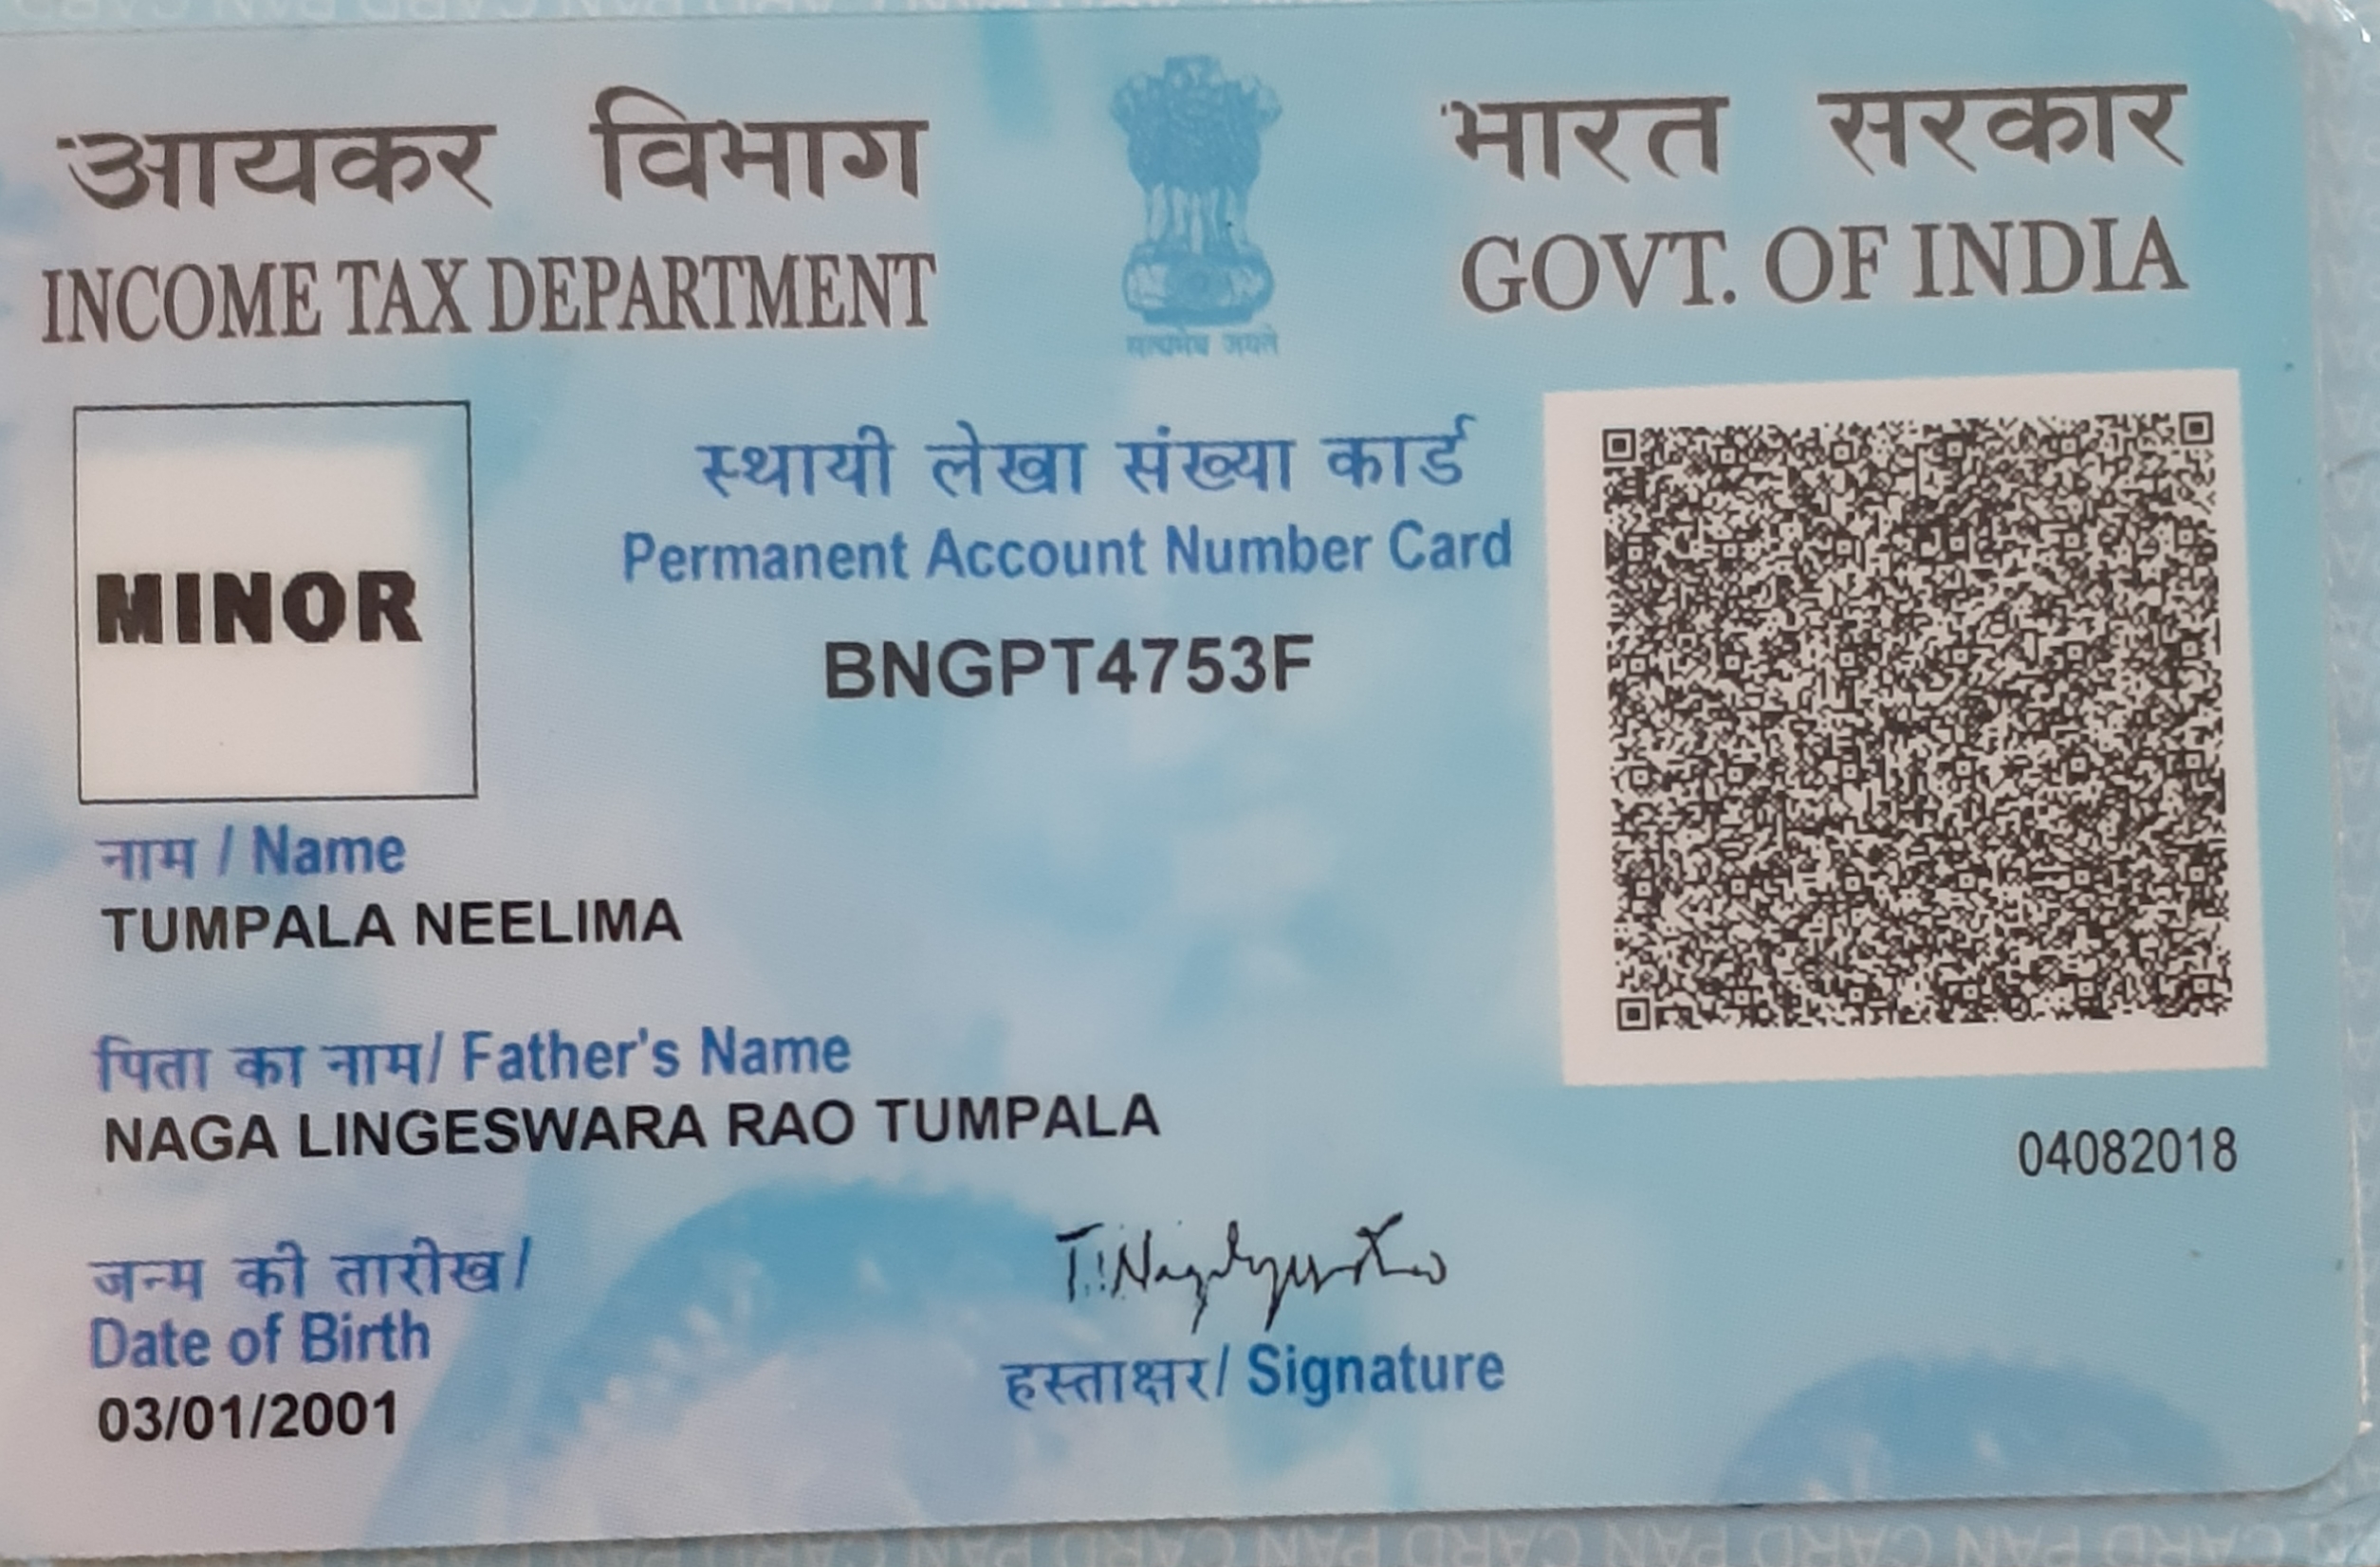 आयकर विभाग
INCOME TAX DEPARTMENT
सत्यमेव जयते
भारत सरकार
GOVT. OF INDIA
MINOR
स्थायी लेखा संख्या कार्ड
Permanent Account Number Card
BNGPT4753F
नाम / Name
TUMPALA NEELIMA
पिता का नाम/ Father's Name
NAGA LINGESWARA RAO TUMPALA
04082018
जन्म की तारीख/
Date of Birth
03/01/2001
हस्ताक्षर/ Signature